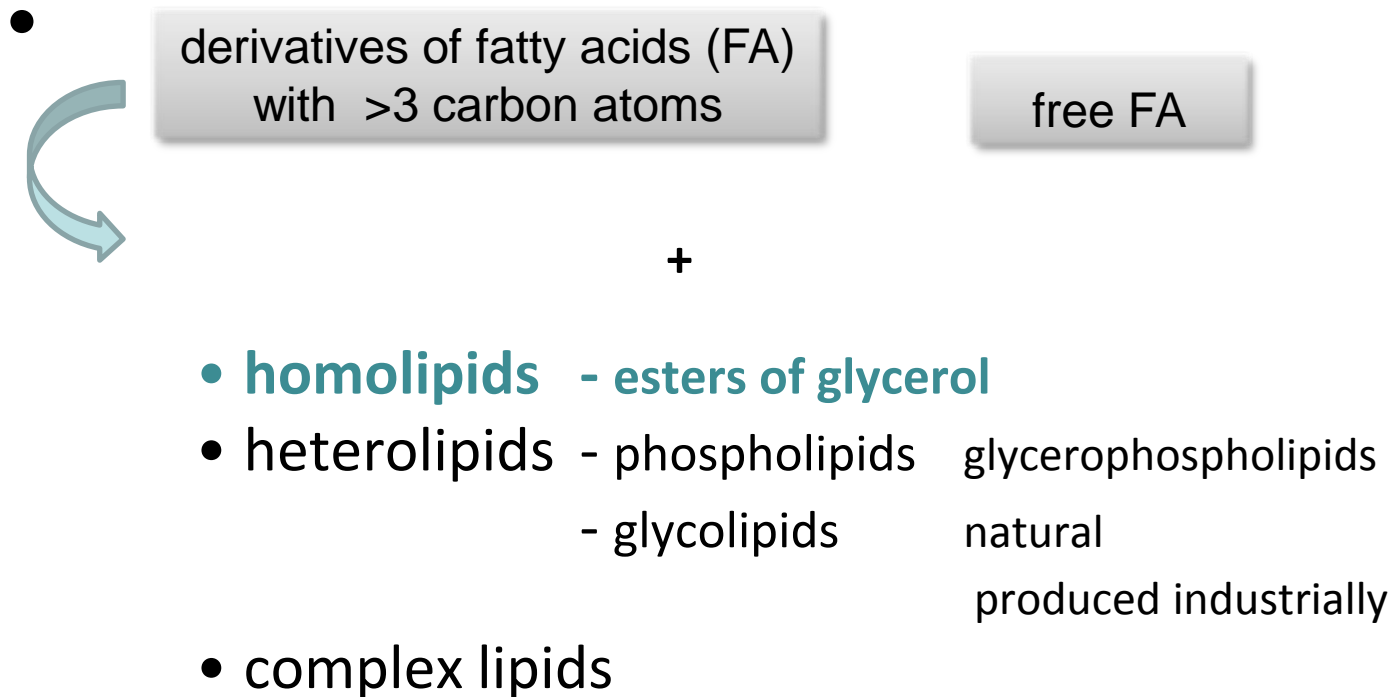 •
derivatives of fatty acids (FA)
with >3 carbon atoms
free FA
+
• homolipids - esters of glycerol
• heterolipids - phospholipids glycerophospholipids
- glycolipids natural
produced industrially
• complex lipids